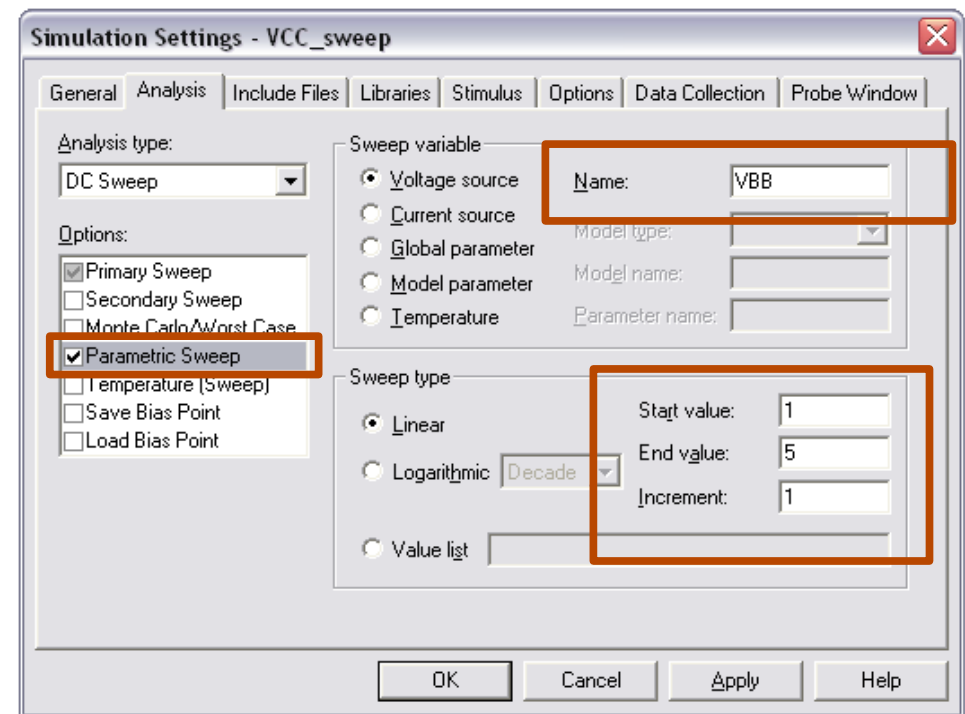 Simulation Settings - VCC_sweep
General Analysis Include Files Libraries Stimulus Options Data Collection Probe Window
Analysis type:
DC Sweep
Options:
Primary Sweep
Secondary Sweep
Monte Carlo/Worst Case
Parametric Sweep
Temperature (Sweep)
Save Bias Point
Load Bias Point
Sweep variable
Voltage source
Current source
Global parameter
Model parameter
Temperature
Name: VBB
Model type:
Model name:
Parameter name:
Sweep type
Linear
Logarithmic Decade
Value list
Start value: 1
End value: 5
Increment: 1
OK Cancel Apply Help